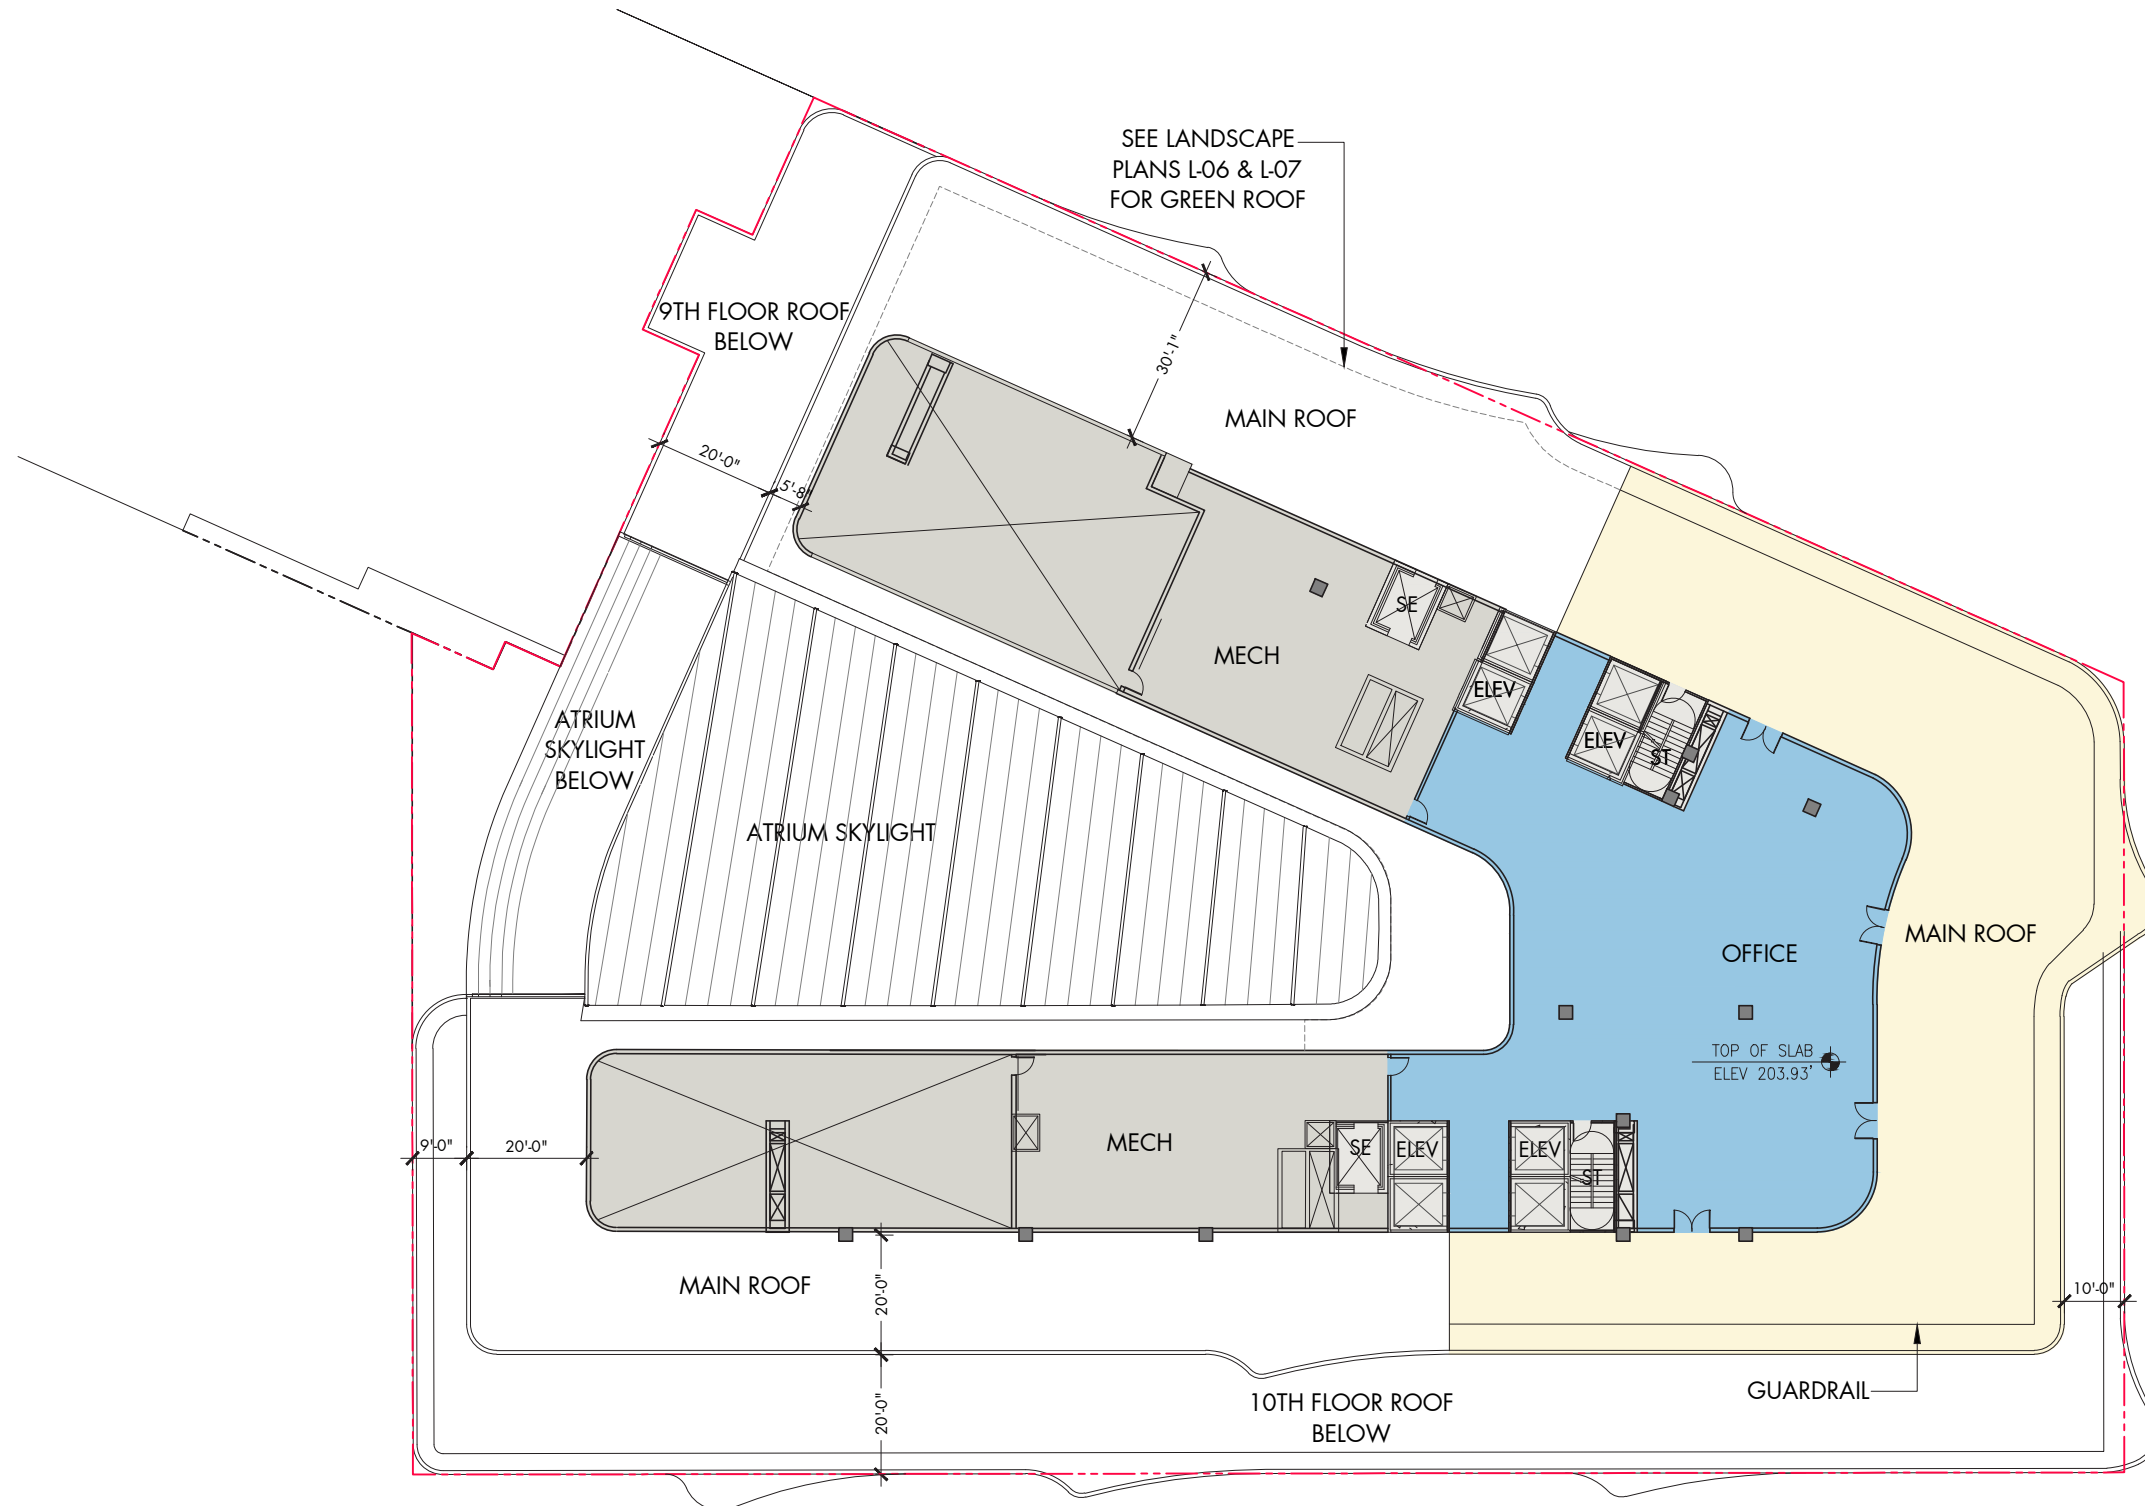 SEE LANDSCAPE
PLANS L-06 & L-07
FOR GREEN ROOF
9TH FLOOR ROOF
BELOW
30'-1"
MAIN ROOF
20'-0"
5'-8"
SE
MECH
ELEV
ELEV
ST
ATRIUM
SKYLIGHT
BELOW
ATRIUM SKYLIGHT
MAIN ROOF
OFFICE
TOP OF SLAB
ELEV 203.93'
9'-0"
20'-0"
MECH
SE
ELEV
ELEV
ST
MAIN ROOF
20'-0"
10'-0"
GUARDRAIL
20'-0"
10TH FLOOR ROOF
BELOW